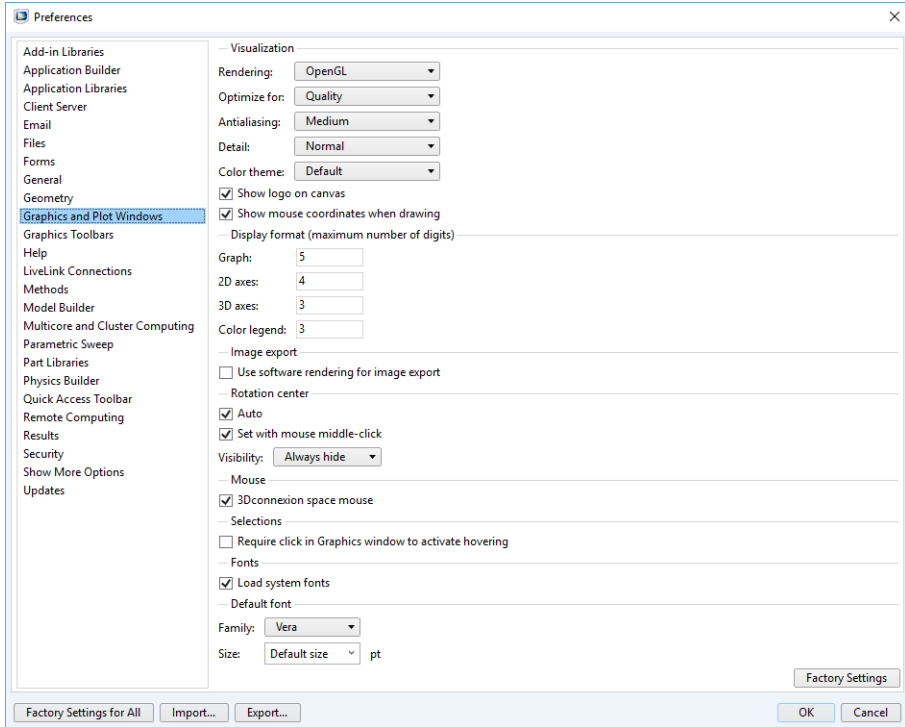 Preferences
Add-in Libraries
Application Builder
Application Libraries
Client Server
Email
Files
Forms
General
Geometry
Graphics and Plot Windows
Graphics Toolbars
Help
LiveLink Connections
Methods
Model Builder
Multicore and Cluster Computing
Parametric Sweep
Part Libraries
Physics Builder
Quick Access Toolbar
Remote Computing
Results
Security
Show More Options
Updates
Visualization
Rendering: OpenGL
Optimize for: Quality
Antialiasing: Medium
Detail: Normal
Color theme: Default
Show logo on canvas
Show mouse coordinates when drawing
Display format (maximum number of digits)
Graph: 5
2D axes: 4
3D axes: 3
Color legend: 3
Image export
Use software rendering for image export
Rotation center
Auto
Set with mouse middle-click
Visibility: Always hide
Mouse
3Dconnexion space mouse
Selections
Require click in Graphics window to activate hovering
Fonts
Load system fonts
Default font
Family: Vera
Size: Default size pt
Factory Settings
Factory Settings for All Import... Export... OK Cancel